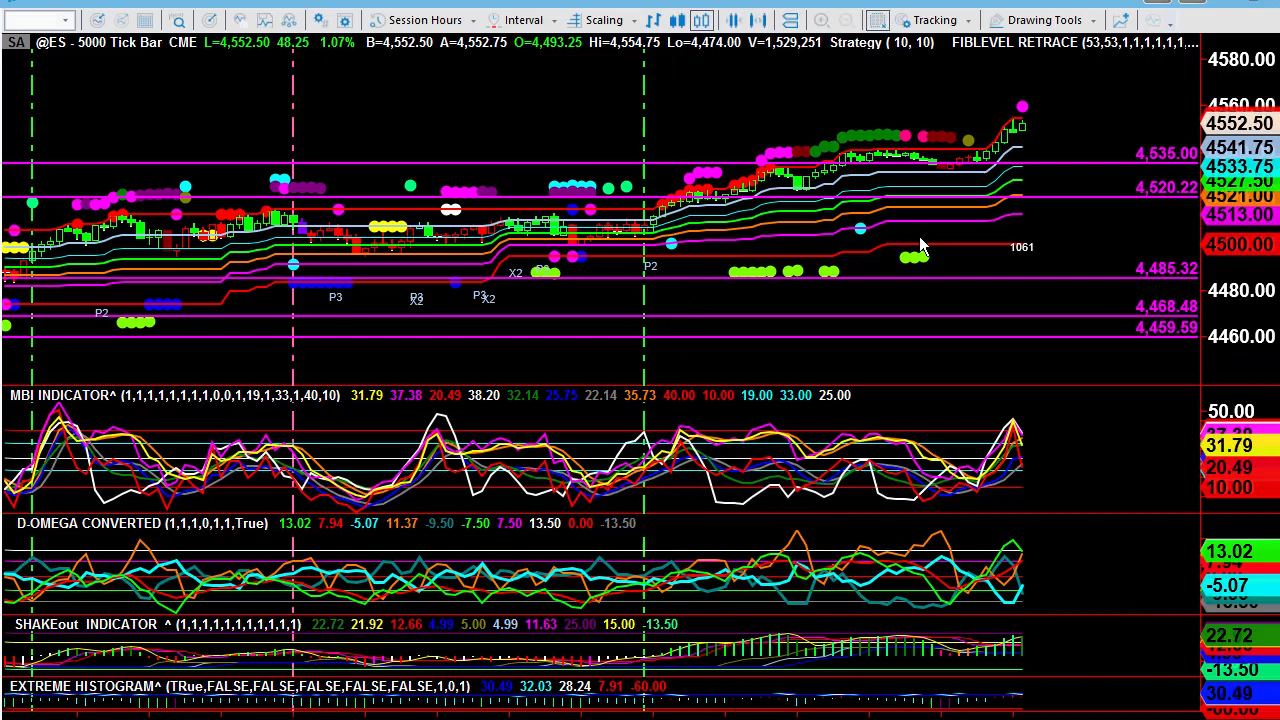 Session Hours Interval Scaling Tracking Drawing Tools
SA @ES - 5000 Tick Bar CME L=4,552.50 48.25 1.07% B=4,552.50 A=4,552.75 O=4,493.25 Hi=4,554.75 Lo=4,474.00 V=1,529,251 Strategy ( 10, 10) FIBLEVEL RETRACE (53,53,1,1,1,1,1,1,...
4580.00
4560.00
4552.50
4541.75
4,535.00
4533.75
4527.50
4,520.22
4521.00
4513.00
4500.00
1061
P2
X2
4,485.32
4480.00
P3
P3
X2
P3
X2
4,468.48
P2
4460.00
4,459.59
MBI INDICATOR^ (1,1,1,1,1,1,1,1,1,0,0,1,19,1,33,1,40,10) 31.79 37.38 20.49 38.20 32.14 25.75 22.14 35.73 40.00 10.00 19.00 33.00 25.00
50.00
31.79
20.49
10.00
D-OMEGA CONVERTED (1,1,1,0,1,1,True) 13.02 7.94 -5.07 11.37 -9.50 -7.50 7.50 13.50 0.00 -13.50
13.02
-5.07
SHAKEout INDICATOR ^ (1,1,1,1,1,1,1,1,1,1,1,1) 22.72 21.92 12.66 4.99 5.00 4.99 11.63 25.00 15.00 -13.50
22.72
-13.50
EXTREME HISTOGRAM^ (TRue,FALSE,FALSE,FALSE,FALSE,FALSE,1,0,1) 30.49 32.03 28.24 7.91 -60.00
30.49